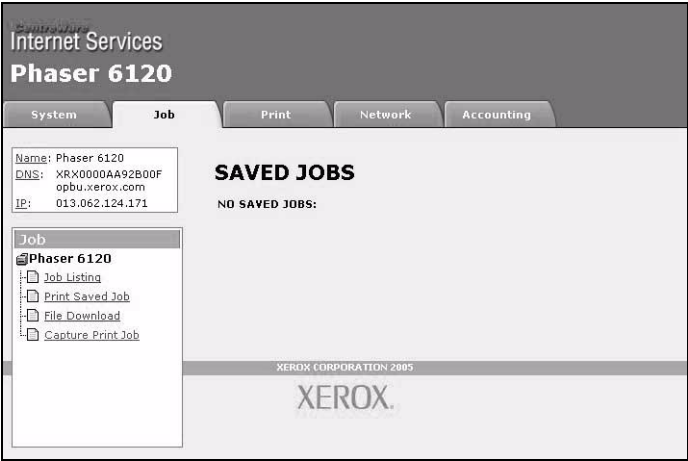 CentreWare
Internet Services
Phaser 6120
System Job Print Network Accounting
Name: Phaser 6120
DNS: XRX0000AA92B00F
opbu.xerox.com
IP: 013.062.124.171
SAVED JOBS
NO SAVED JOBS:
Job
Phaser 6120
Job Listing
Print Saved Job
File Download
Capture Print Job
XEROX CORPORATION 2005
XEROX.